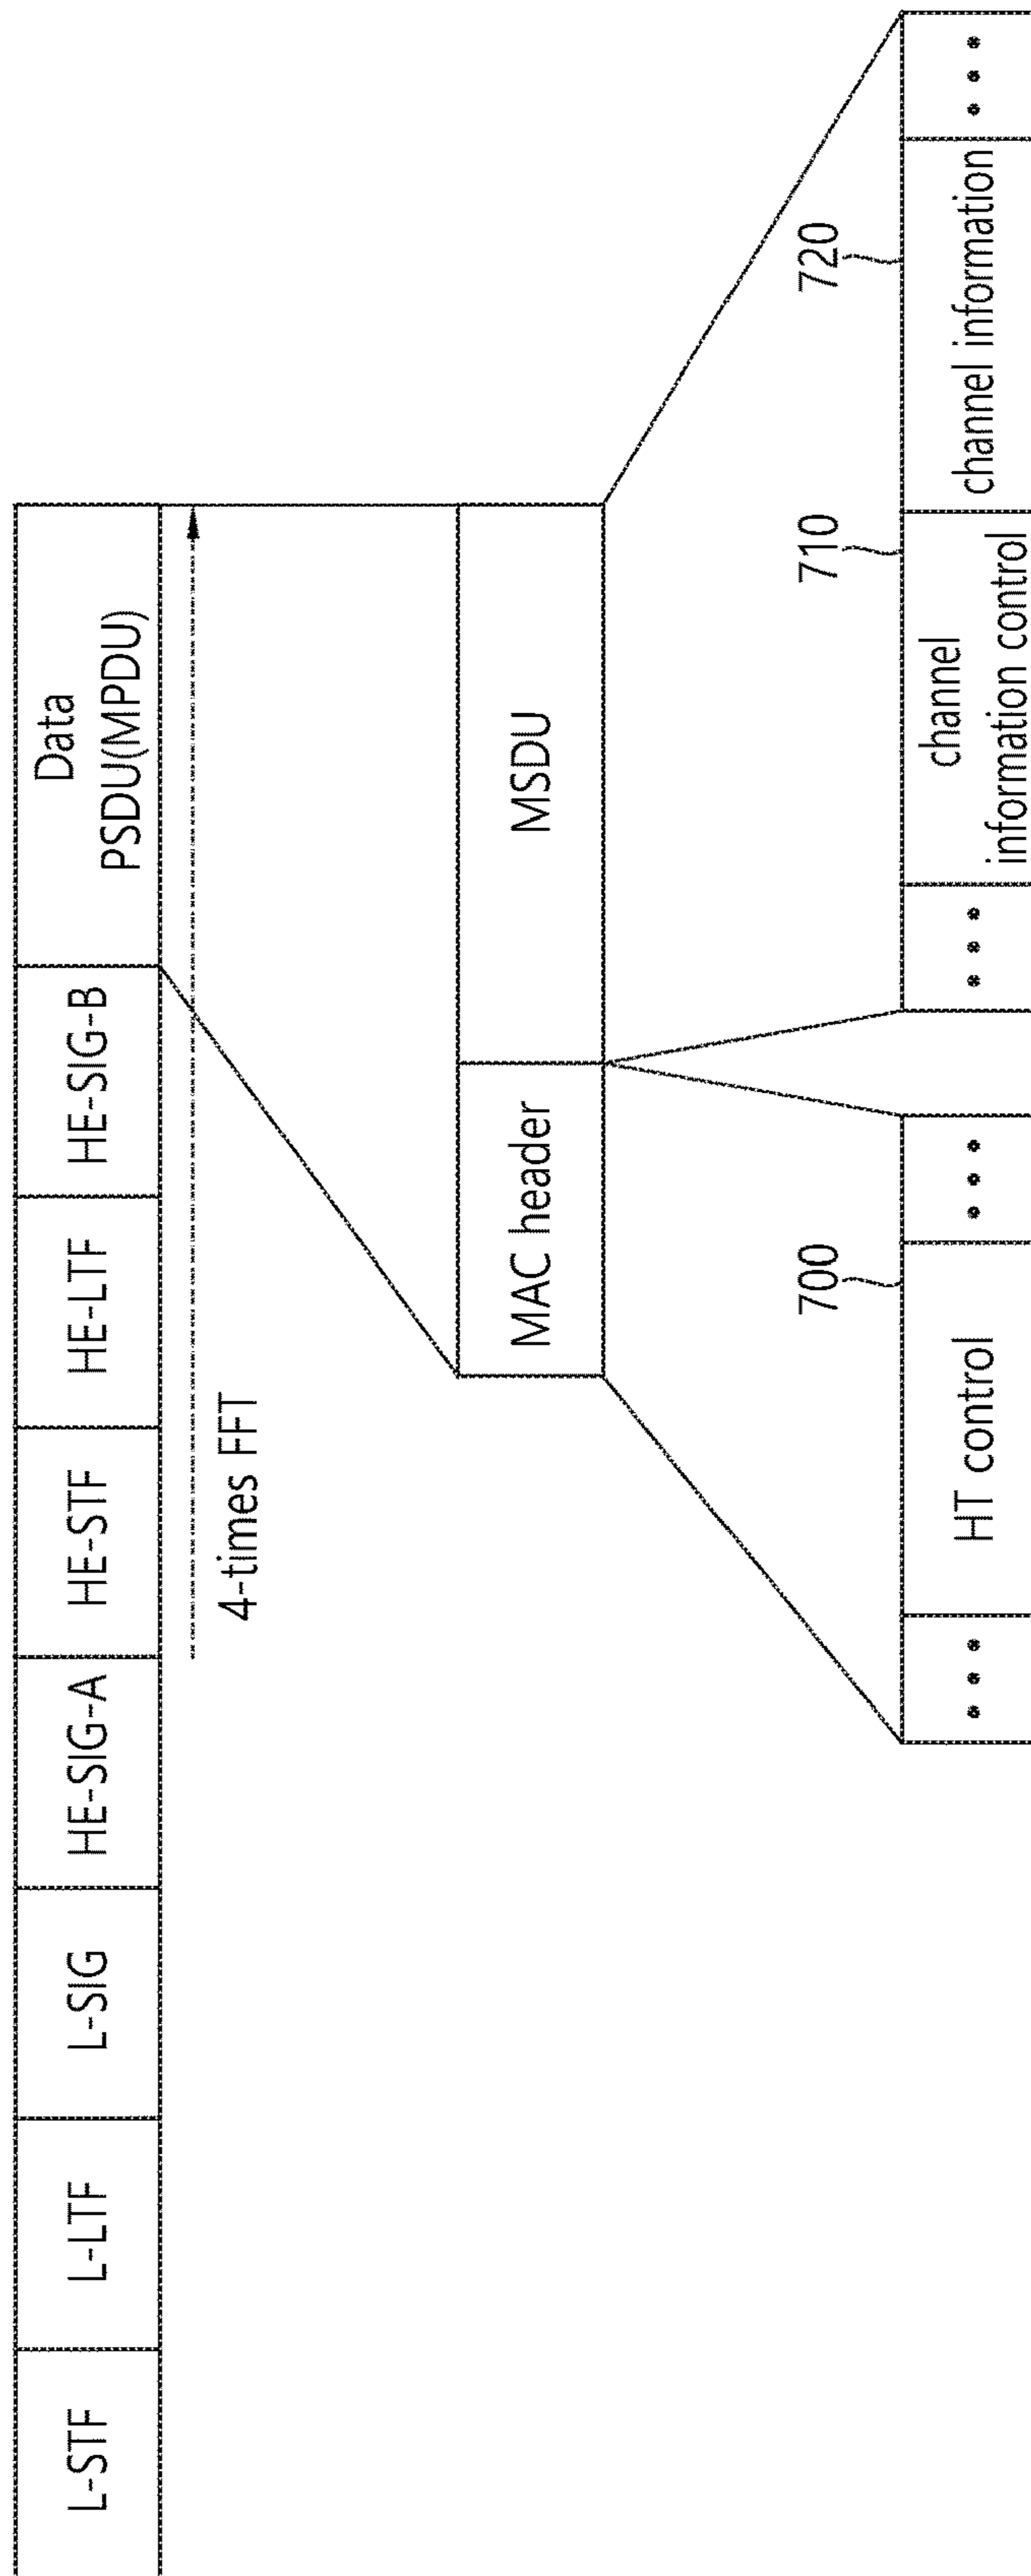 L-STF
L-LTF
L-SIG
HE-SIG-A
HE-STF
HE-LTF
HE-SIG-B
Data
PSDU(MPDU)
4-times FFT
MAC header
MSDU
700
710
720
HT control
channel
information control
channel information